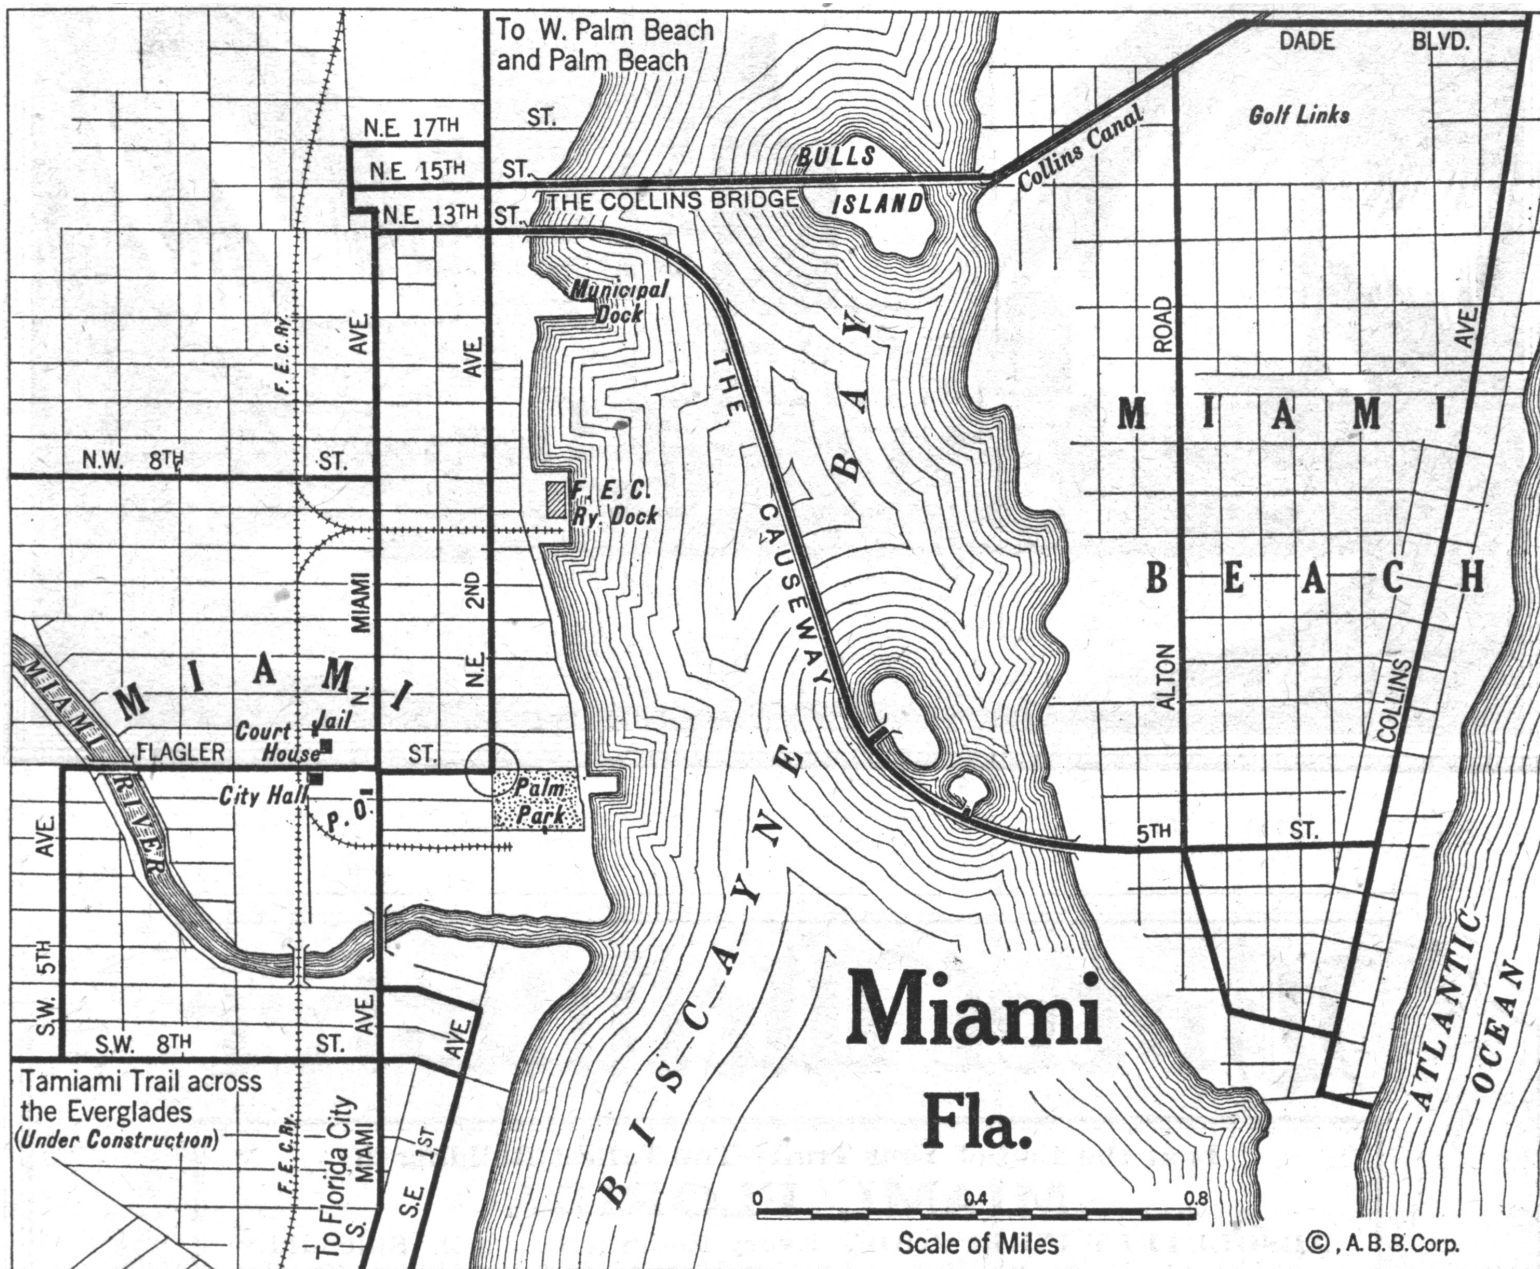 To W. Palm Beach
and Palm Beach
DADE BLVD.
ST.
Golf Links
N.E. 17TH
Collins Canal
BULLS
ISLAND
N.E. 15TH ST.
THE COLLINS BRIDGE
N.E. 13TH ST.
Municipal
Dock
F. E. C. Ry.
AVE.
AVE.
ROAD
AVE.
THE CAUSEWAY
BISCAYNE BAY
MIAMI
BEACH
N.W. 8TH ST.
F. E. C.
Ry. Dock
MIAMI
2ND
N.E.
N.
ALTON
COLLINS
MIAMI
MIAMI RIVER
Jail
Court
House
FLAGLER ST.
City Hall
P.O.
Palm
Park
5TH ST.
AVE.
5TH
S.W.
S.W. 8TH ST.
AVE.
AVE.
ATLANTIC
OCEAN
Miami
Fla.
Tamiami Trail across
the Everglades
(Under Construction)
F. E. C. Ry.
To Florida City
MIAMI
S.
S.E. 1ST
0 0.4 0.8
Scale of Miles
©, A.B.B.Corp.